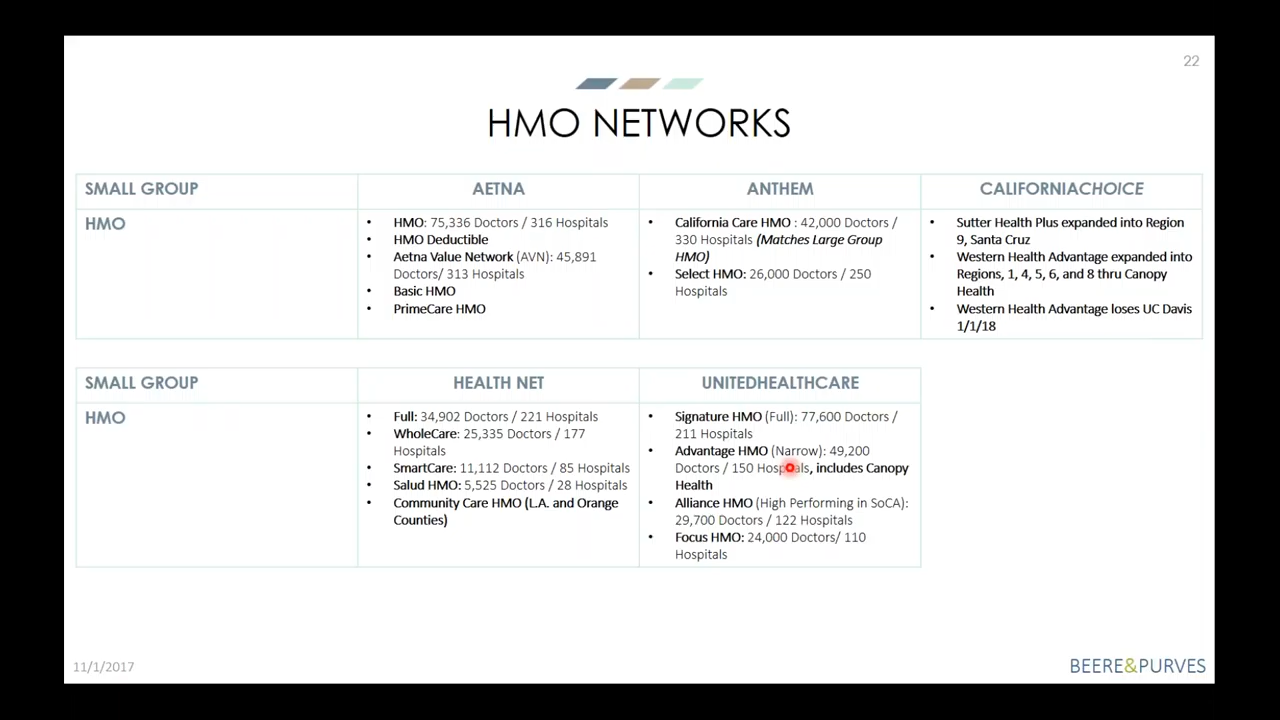 22
HMO NETWORKS
SMALL GROUP
AETNA
ANTHEM
CALIFORNIACHOICE
HMO
• HMO: 75,336 Doctors / 316 Hospitals
• HMO Deductible
• Aetna Value Network (AVN): 45,891
Doctors/ 313 Hospitals
• Basic HMO
• PrimeCare HMO
• California Care HMO : 42,000 Doctors /
330 Hospitals (Matches Large Group
HMO)
• Select HMO: 26,000 Doctors / 250
Hospitals
• Sutter Health Plus expanded into Region
9, Santa Cruz
• Western Health Advantage expanded into
Regions, 1, 4, 5, 6, and 8 thru Canopy
Health
• Western Health Advantage loses UC Davis
1/1/18
SMALL GROUP
HEALTH NET
UNITEDHEALTHCARE
HMO
• Full: 34,902 Doctors / 221 Hospitals
• WholeCare: 25,335 Doctors / 177
Hospitals
• SmartCare: 11,112 Doctors / 85 Hospitals
• Salud HMO: 5,525 Doctors / 28 Hospitals
• Community Care HMO (L.A. and Orange
Counties)
• Signature HMO (Full): 77,600 Doctors /
211 Hospitals
• Advantage HMO (Narrow): 49,200
Doctors / 150 Hospitals, includes Canopy
Health
• Alliance HMO (High Performing in SoCA):
29,700 Doctors / 122 Hospitals
• Focus HMO: 24,000 Doctors/ 110
Hospitals
11/1/2017
BEERE&PURVES